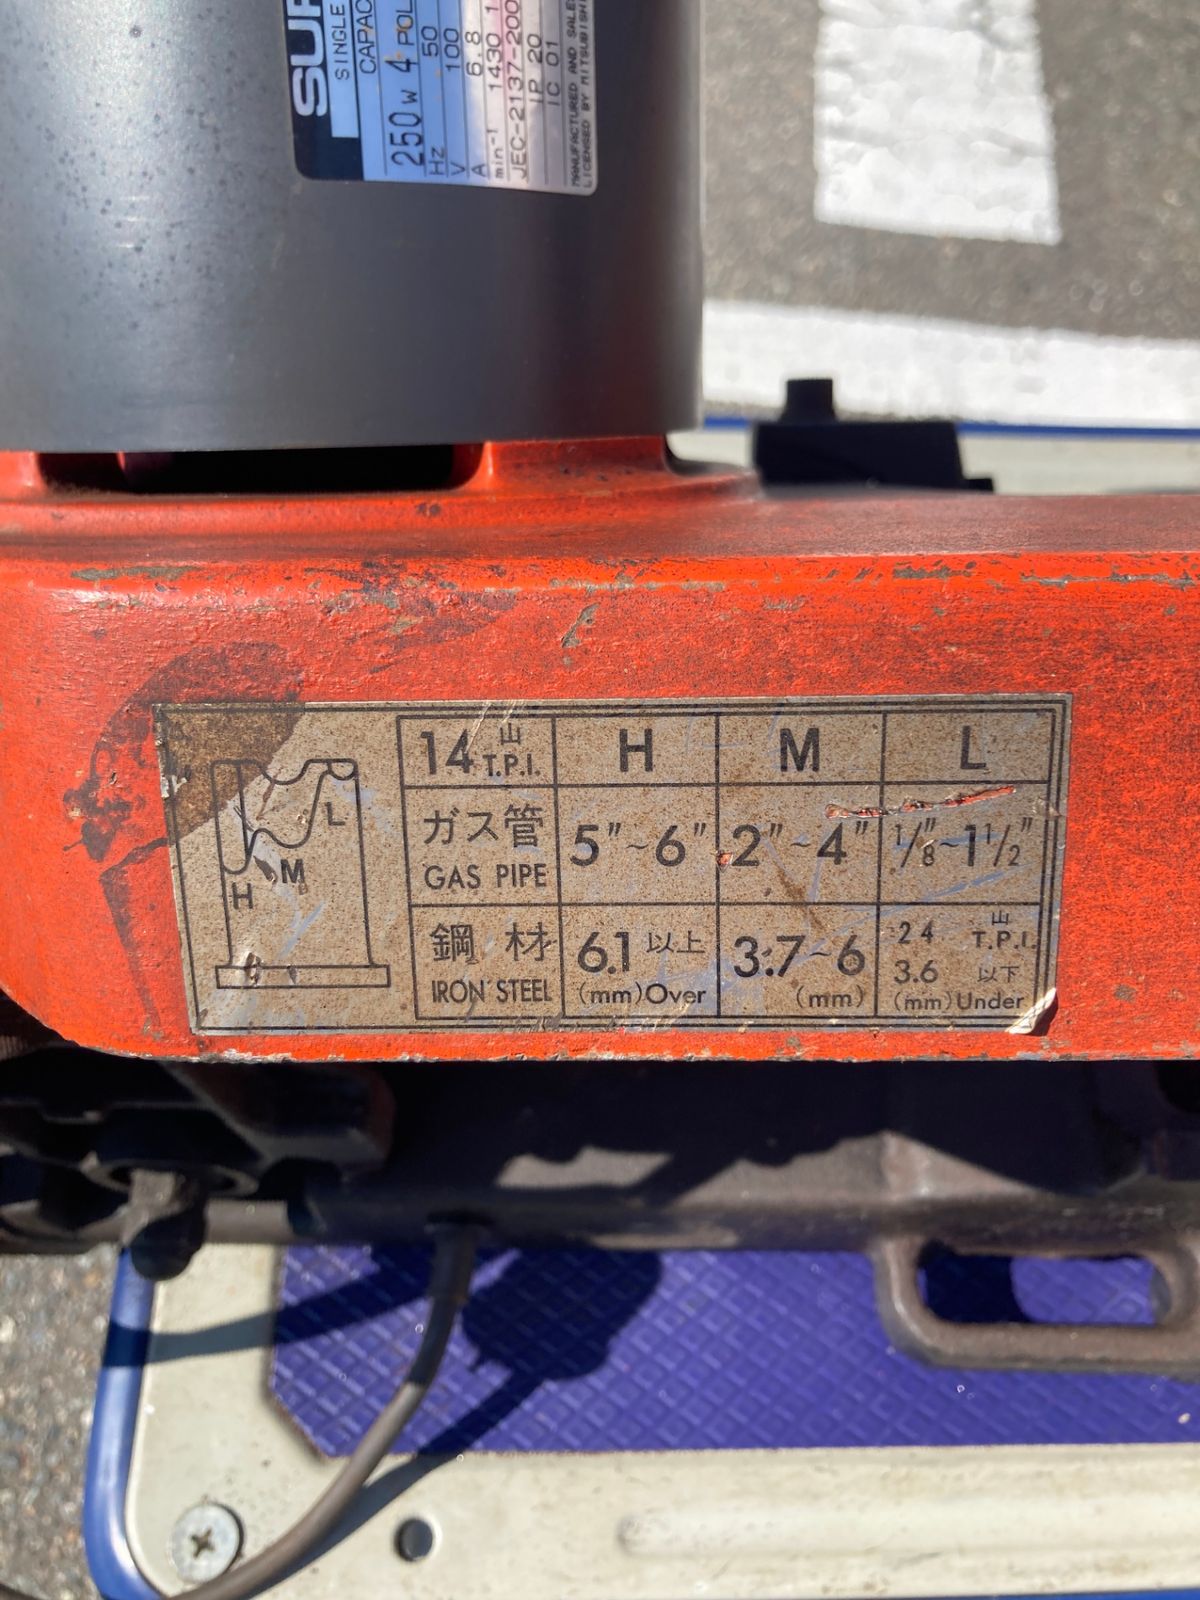 SUP
SINGLE
CAPAC
250W 4 POL
Hz 50
V 100
A 6.8
min⁻¹ 1430
JEC-2137-200
IP 20
IC 01
MANUFACTURED AND SALES
LICENSED BY MITSUBISHI
14 山 T.P.I. H M L
ガス管 GAS PIPE 5"~6" 2"~4" 1/8"~1 1/2"
鋼材 IRON STEEL 6.1以上 (mm)Over 3.7~6 (mm) 24 山 T.P.I. 3.6 以下 (mm)Under
L
M
H